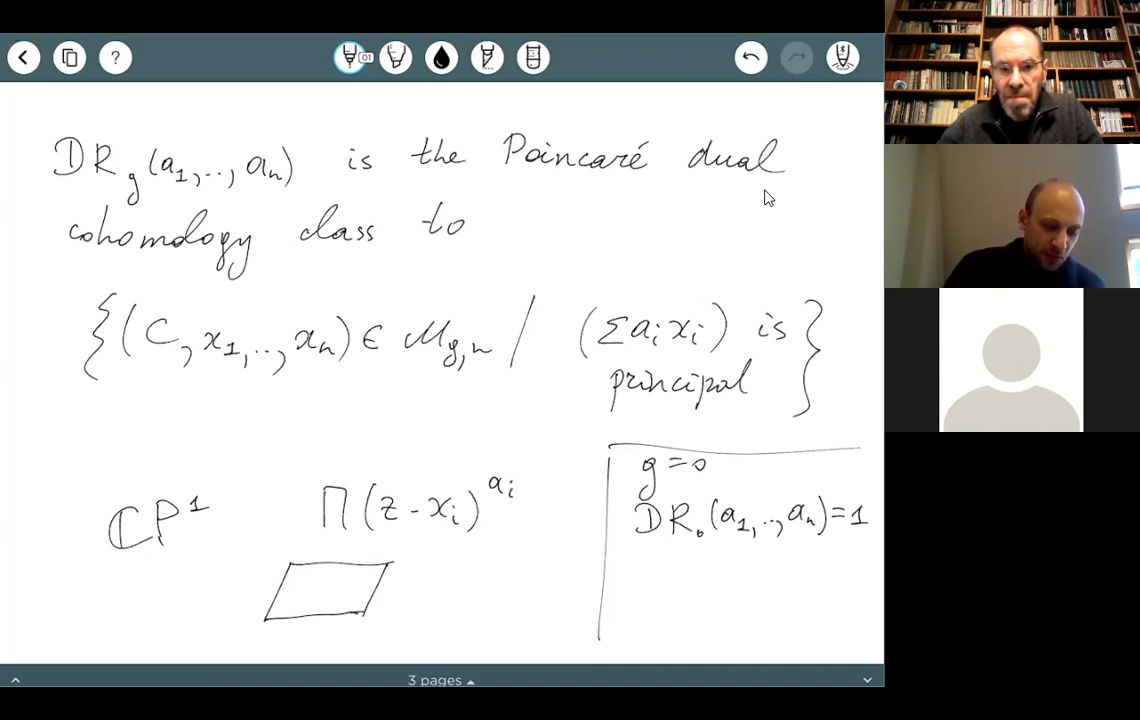 DR_g(a_1,..,a_n) is the Poincaré dual
cohomology class to
{(C, x_1,..,x_n) ∈ M_{g,n} / (Σa_i x_i) is
principal}
g=0
CP^1 Π(z-x_i)^{a_i}
DR_0(a_1,..,a_n)=1
3 pages